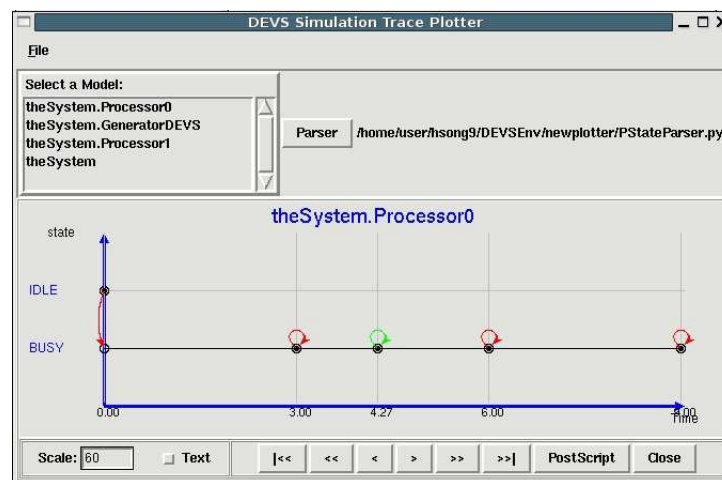 DEVS Simulation Trace Plotter
File
Select a Model:
theSystem.Processor0
theSystem.GeneratorDEVS
theSystem.Processor1
theSystem
Parser /home/user/hsong9/DEVSEnv/newplotter/PStateParser.py
theSystem.Processor0
state
IDLE
BUSY
0.00 3.00 4.27 6.00 9.00
Time
Scale: 60 Text |<< << < > >> >>| PostScript Close